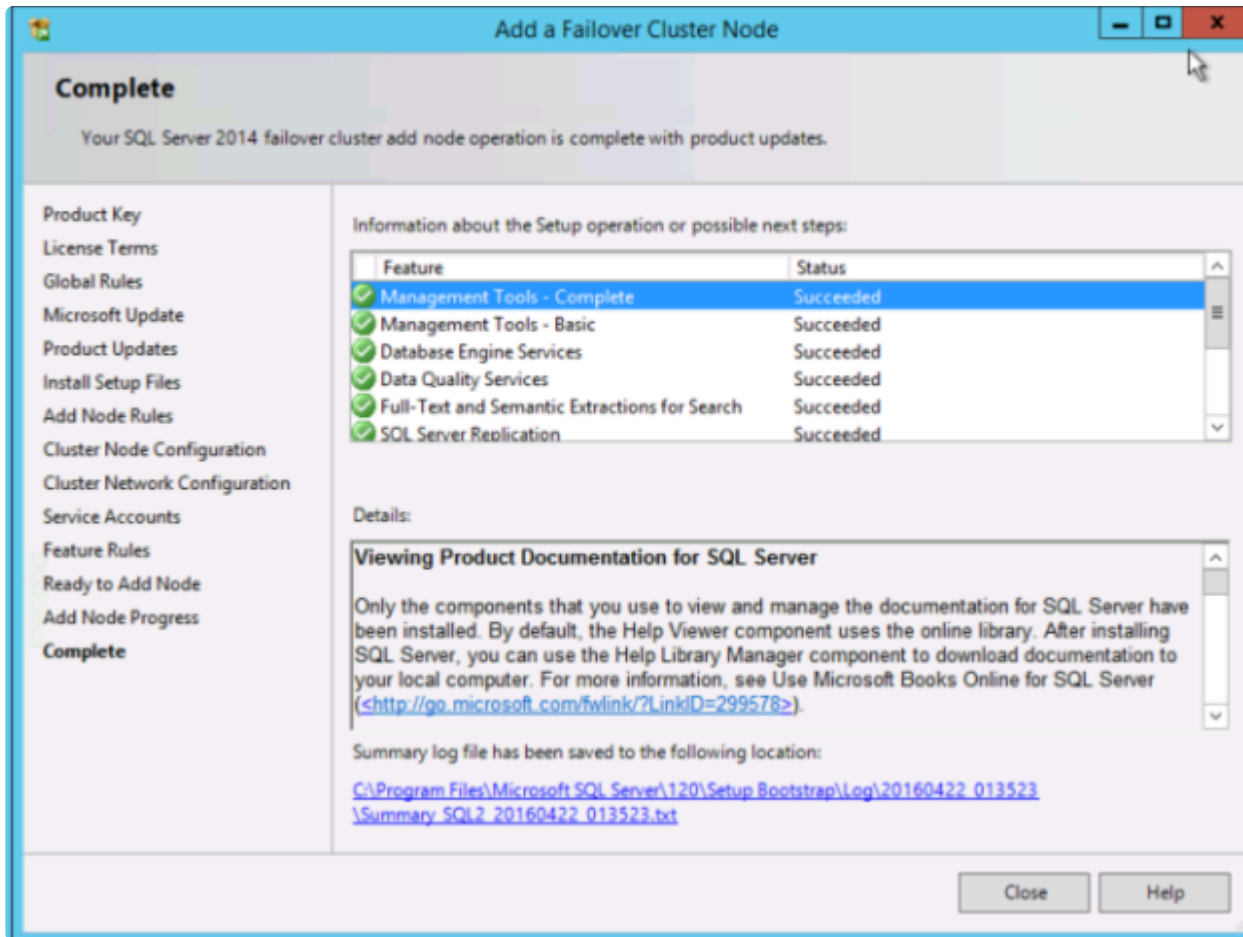 Add a Failover Cluster Node
Complete
Your SQL Server 2014 failover cluster add node operation is complete with product updates.
Product Key
License Terms
Global Rules
Microsoft Update
Product Updates
Install Setup Files
Add Node Rules
Cluster Node Configuration
Cluster Network Configuration
Service Accounts
Feature Rules
Ready to Add Node
Add Node Progress
Complete
Information about the Setup operation or possible next steps:
Feature Status
Management Tools - Complete Succeeded
Management Tools - Basic Succeeded
Database Engine Services Succeeded
Data Quality Services Succeeded
Full-Text and Semantic Extractions for Search Succeeded
SQL Server Replication Succeeded
Details:
Viewing Product Documentation for SQL Server
Only the components that you use to view and manage the documentation for SQL Server have
been installed. By default, the Help Viewer component uses the online library. After installing
SQL Server, you can use the Help Library Manager component to download documentation to
your local computer. For more information, see Use Microsoft Books Online for SQL Server
(<http://go.microsoft.com/fwlink/?LinkID=299578>).
Summary log file has been saved to the following location:
C:\Program Files\Microsoft SQL Server\120\Setup Bootstrap\Log\20160422_013523
\Summary_SQL2_20160422_013523.txt
Close Help